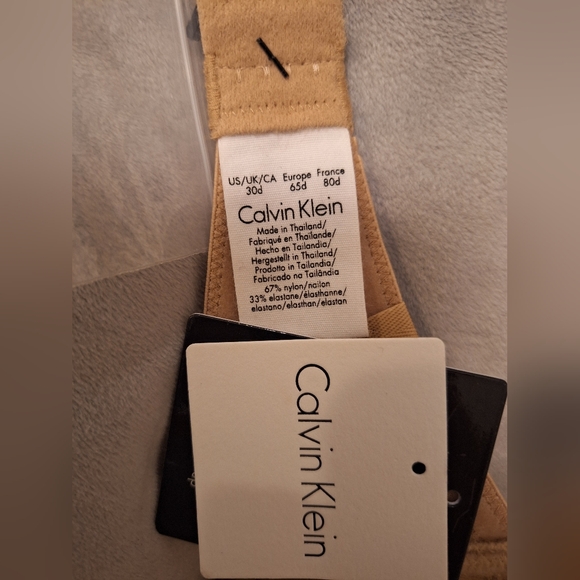 US/UK/CA Europe France
30d 65d 80d
Calvin Klein
Made in Thailand/
Fabriqué en Thaïlande/
Hecho en Tailandia/
Hergestellt in Thailand/
Prodotto in Tailandia/
Fabricado na Tailândia
67% nylon/nailon
33% elastane/élasthanne/
elastano/elasthan/elastan
Calvin Klein